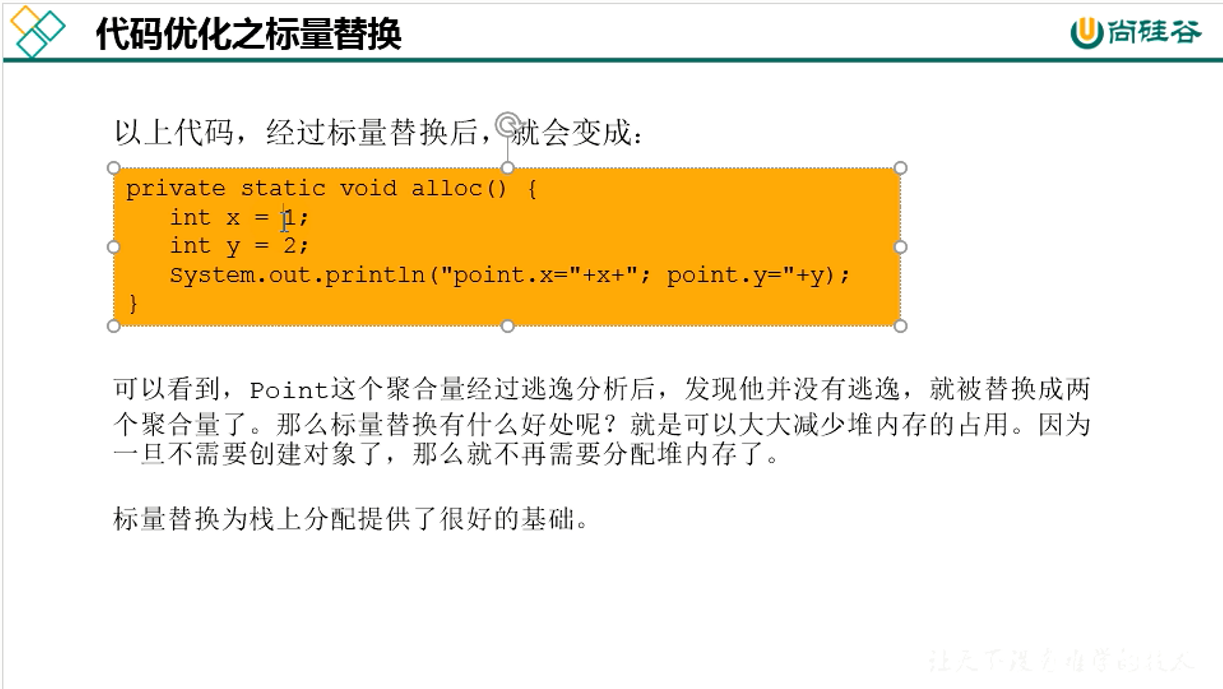 代码优化之标量替换
尚硅谷
以上代码，经过标量替换后，就会变成：
private static void alloc() {
   int x = 1;
   int y = 2;
   System.out.println("point.x="+x+"; point.y="+y);
}
可以看到，Point这个聚合量经过逃逸分析后，发现他并没有逃逸，就被替换成两
个聚合量了。那么标量替换有什么好处呢？就是可以大大减少堆内存的占用。因为
一旦不需要创建对象了，那么就不再需要分配堆内存了。
标量替换为栈上分配提供了很好的基础。
让天下没有难学的技术